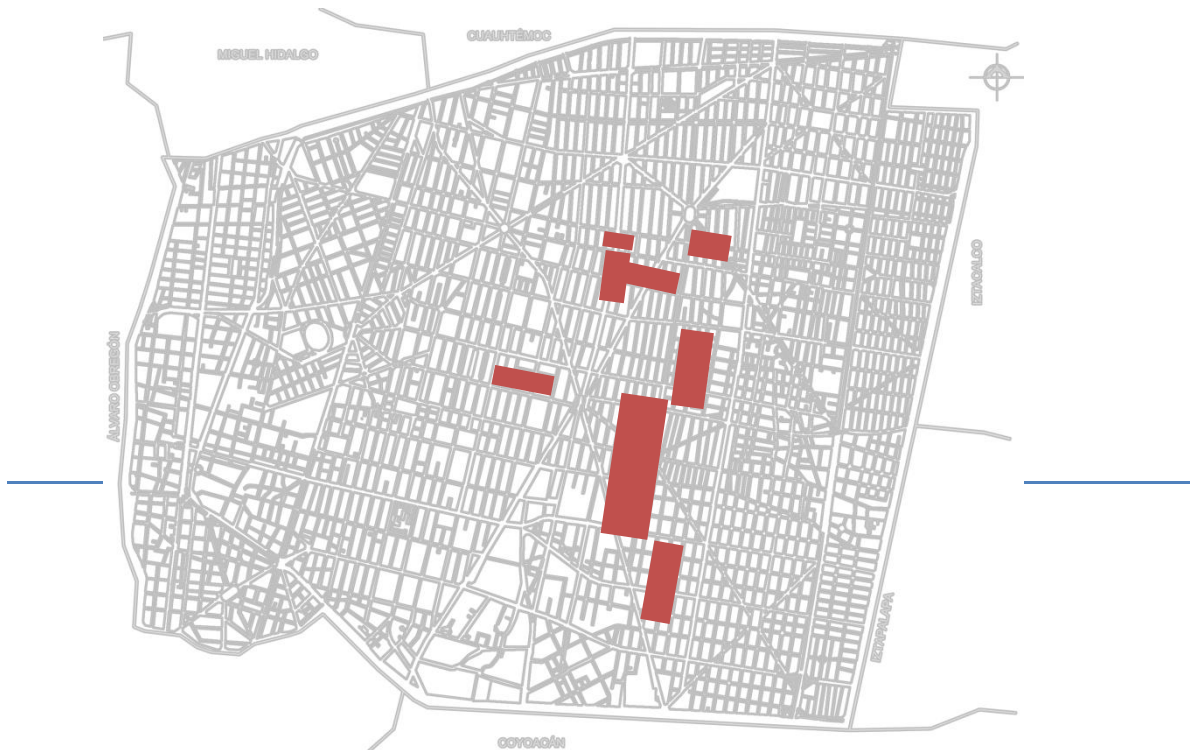 CUAUHTÉMOC
MIGUEL HIDALGO
IZTACALCO
ÁLVARO OBREGÓN
IZTAPALAPA
COYOACÁN